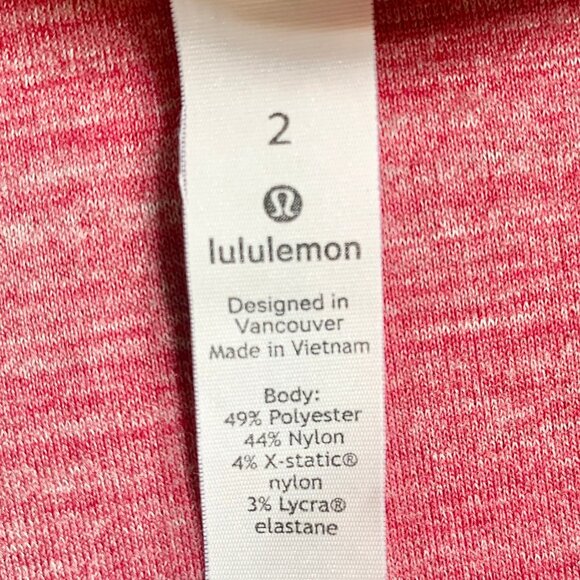 2
lululemon
Designed in
Vancouver
Made in Vietnam
Body:
49% Polyester
44% Nylon
4% X-static®
nylon
3% Lycra®
elastane